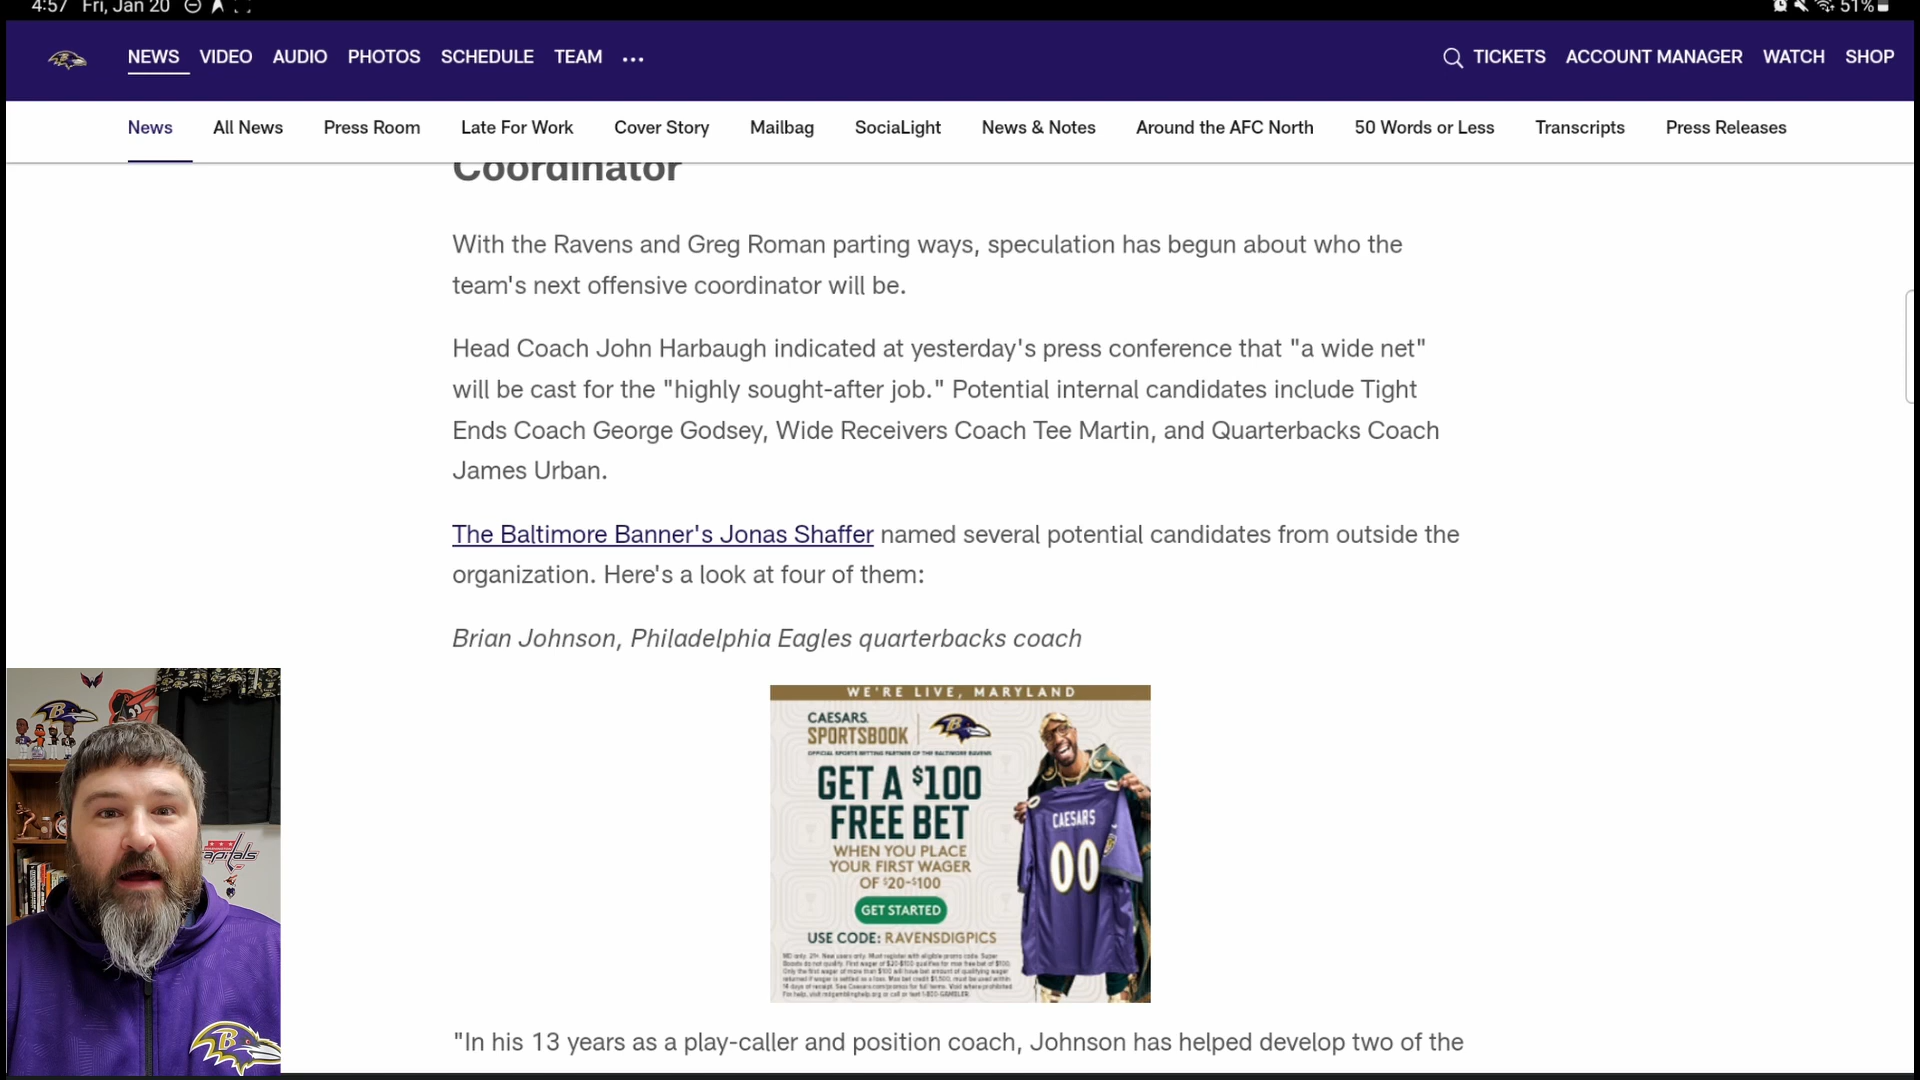 4:57 Fri, Jan 20
51%
NEWS VIDEO AUDIO PHOTOS SCHEDULE TEAM ...
TICKETS ACCOUNT MANAGER WATCH SHOP
News All News Press Room Late For Work Cover Story Mailbag SociaLight News & Notes Around the AFC North 50 Words or Less Transcripts Press Releases
Coordinator
With the Ravens and Greg Roman parting ways, speculation has begun about who the
team's next offensive coordinator will be.
Head Coach John Harbaugh indicated at yesterday's press conference that "a wide net"
will be cast for the "highly sought-after job." Potential internal candidates include Tight
Ends Coach George Godsey, Wide Receivers Coach Tee Martin, and Quarterbacks Coach
James Urban.
The Baltimore Banner's Jonas Shaffer named several potential candidates from outside the
organization. Here's a look at four of them:
Brian Johnson, Philadelphia Eagles quarterbacks coach
WE'RE LIVE, MARYLAND
CAESARS
SPORTSBOOK
OFFICIAL SPORTS BETTING PARTNER OF THE BALTIMORE RAVENS
GET A $100
FREE BET
WHEN YOU PLACE
YOUR FIRST WAGER
OF $20-$100
GET STARTED
USE CODE: RAVENSDIGPICS
CAESARS
00
B
B
apitals
B
"In his 13 years as a play-caller and position coach, Johnson has helped develop two of the